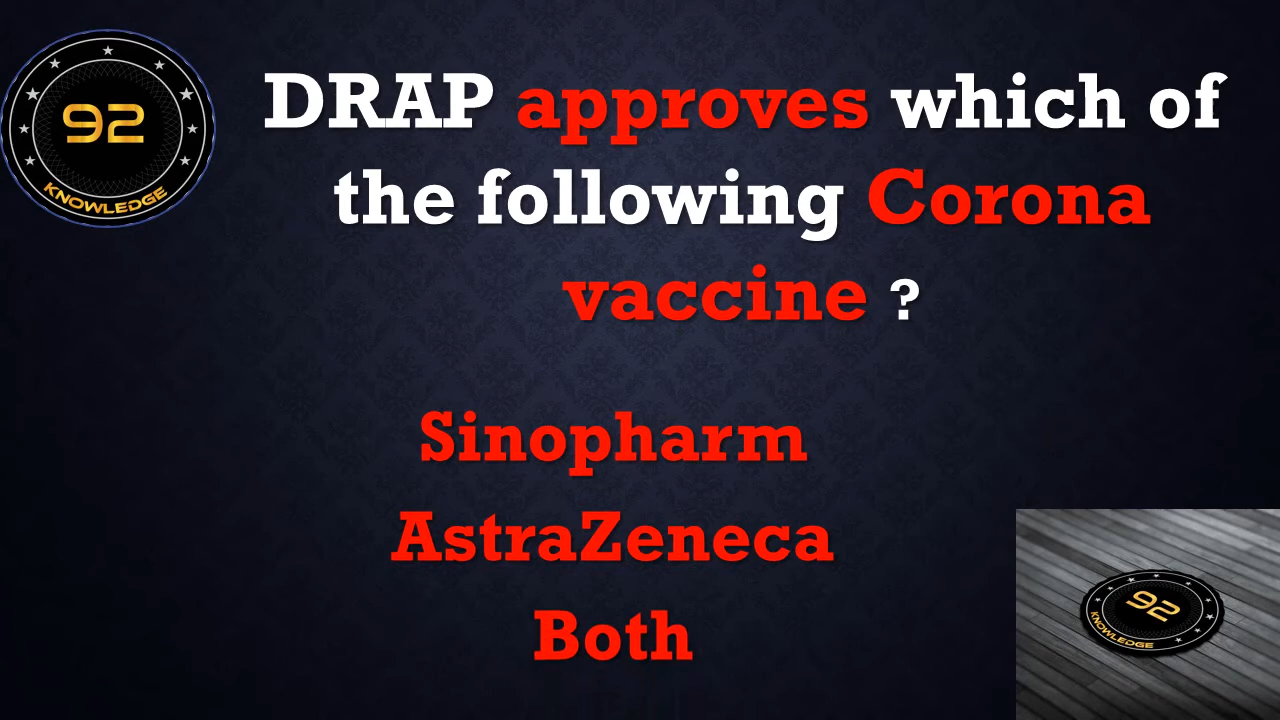 92
KNOWLEDGE
DRAP approves which of
the following Corona
vaccine ?
Sinopharm
AstraZeneca
Both
92
KNOWLEDGE